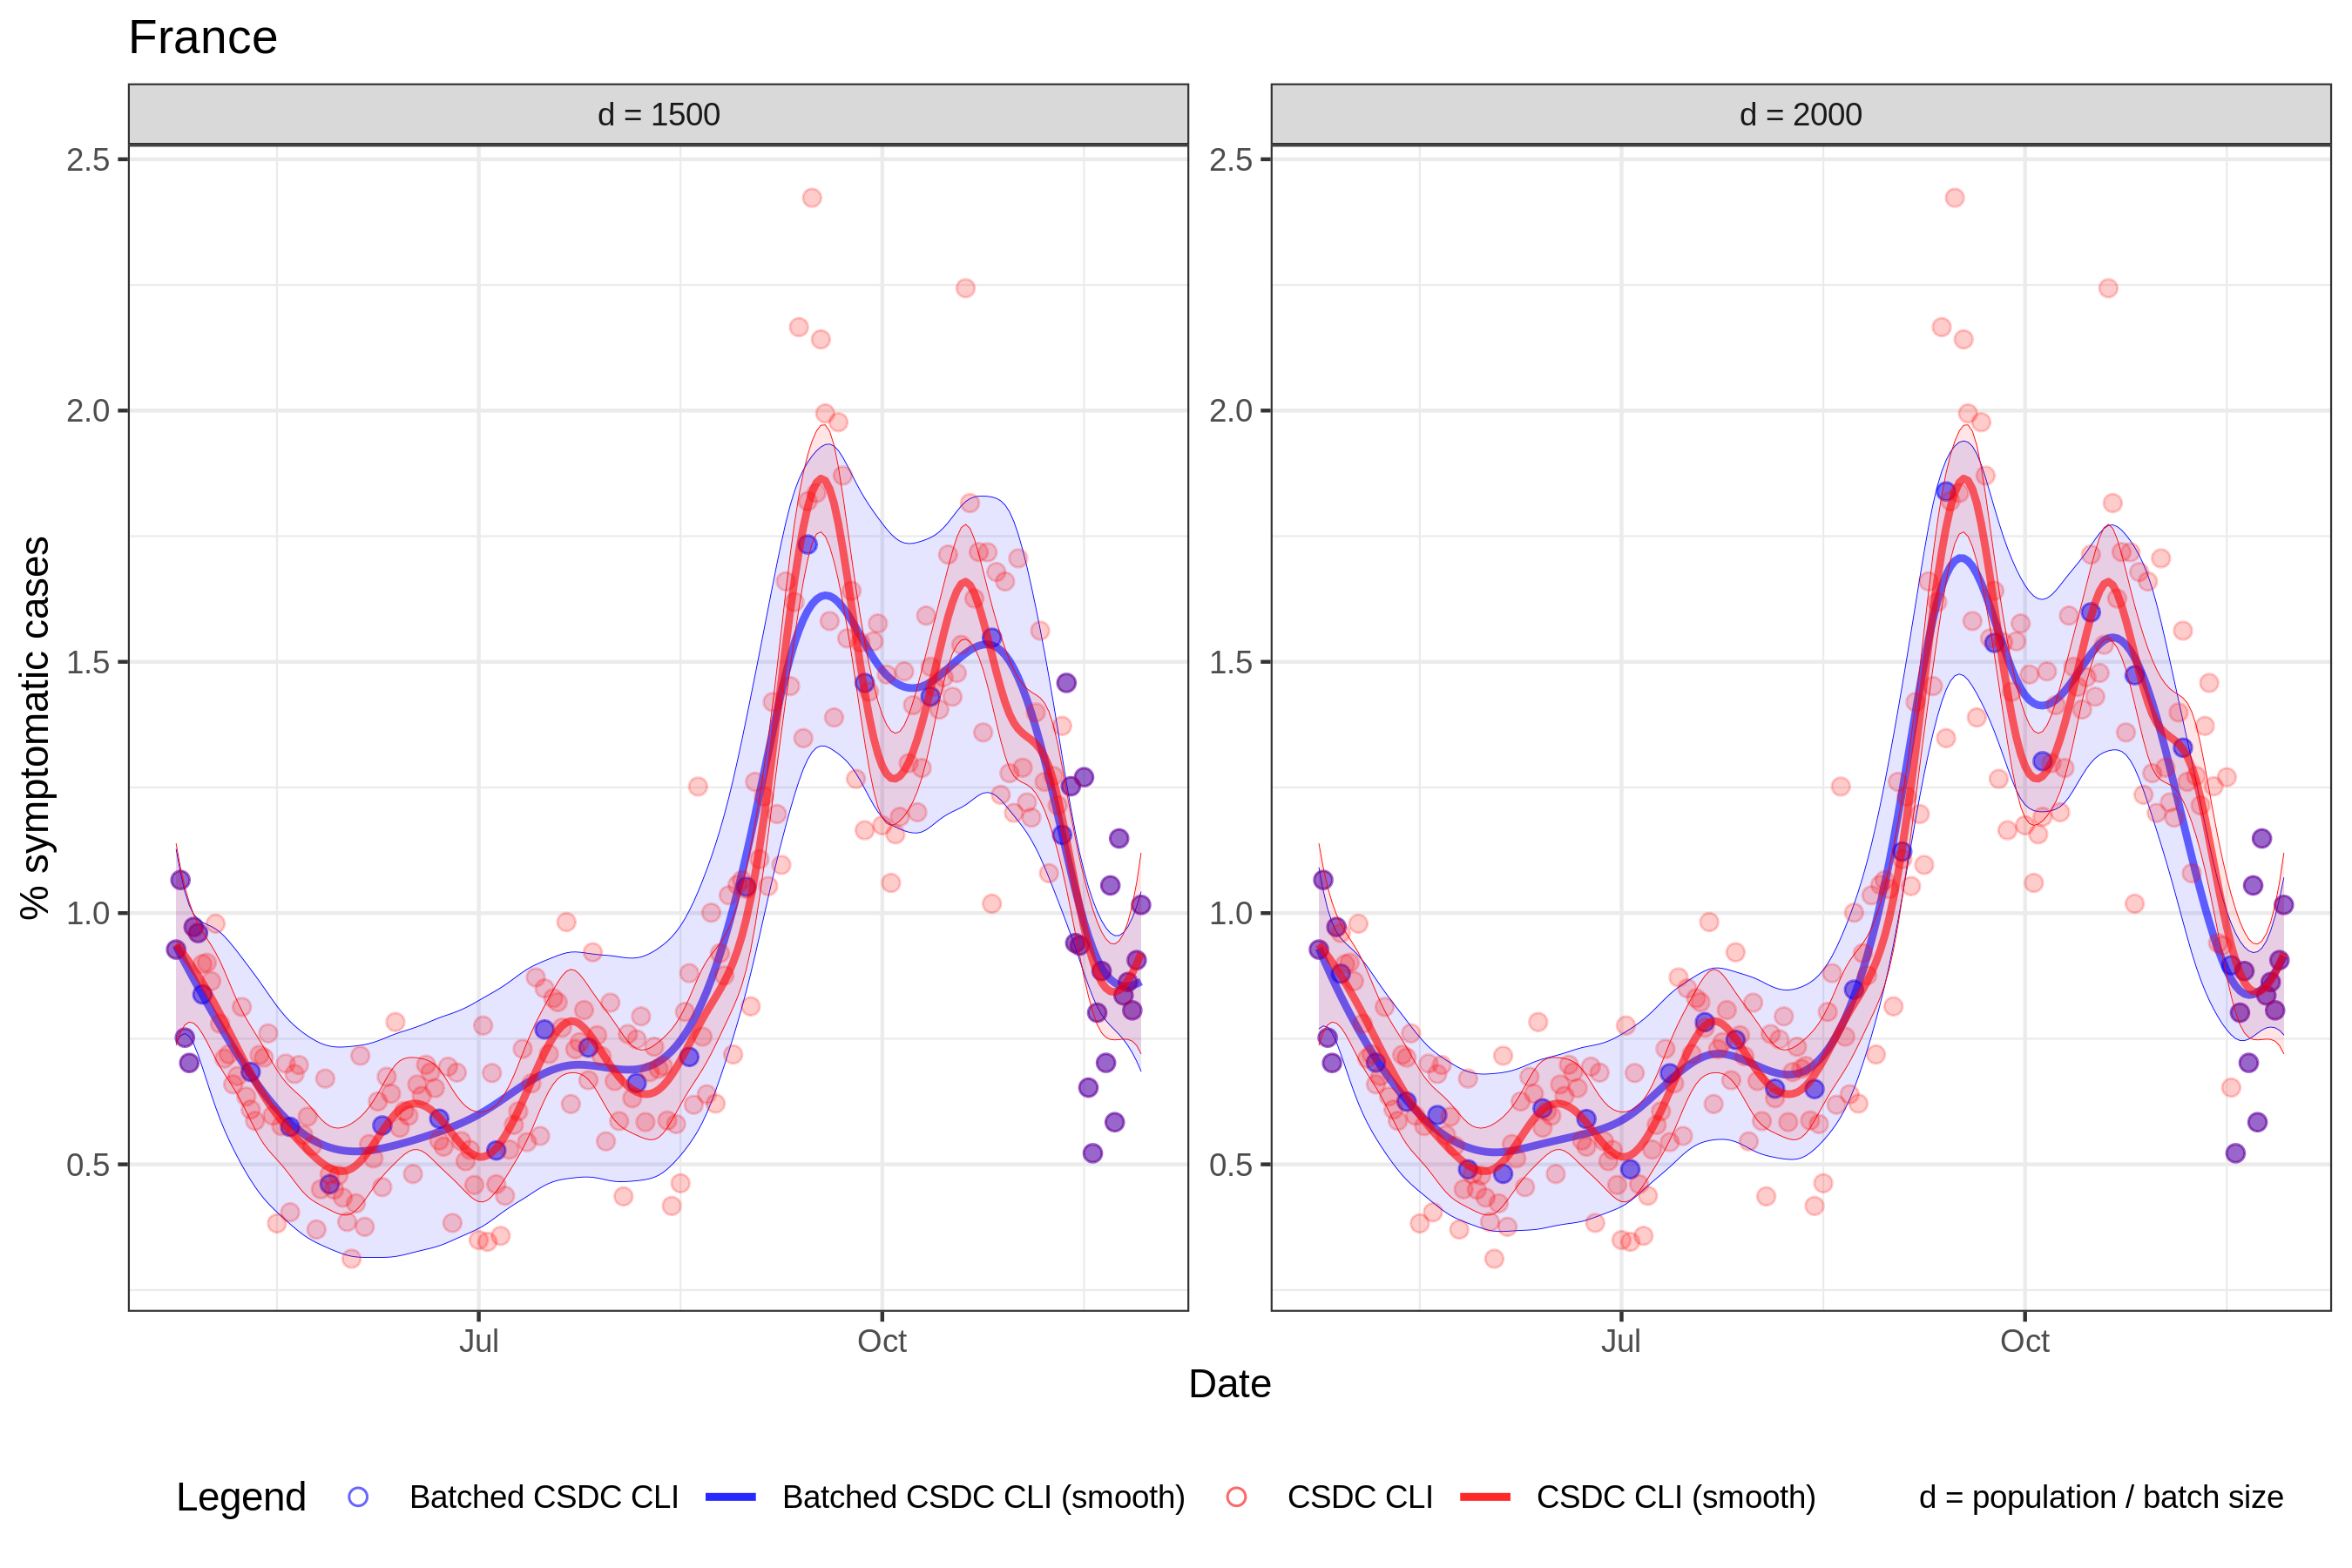 France
d = 1500
d = 2000
2.5
2.0
1.5
1.0
0.5
2.5
2.0
1.5
1.0
0.5
% symptomatic cases
Jul
Oct
Jul
Oct
Date
Legend
Batched CSDC CLI
Batched CSDC CLI (smooth)
CSDC CLI
CSDC CLI (smooth)
d = population / batch size